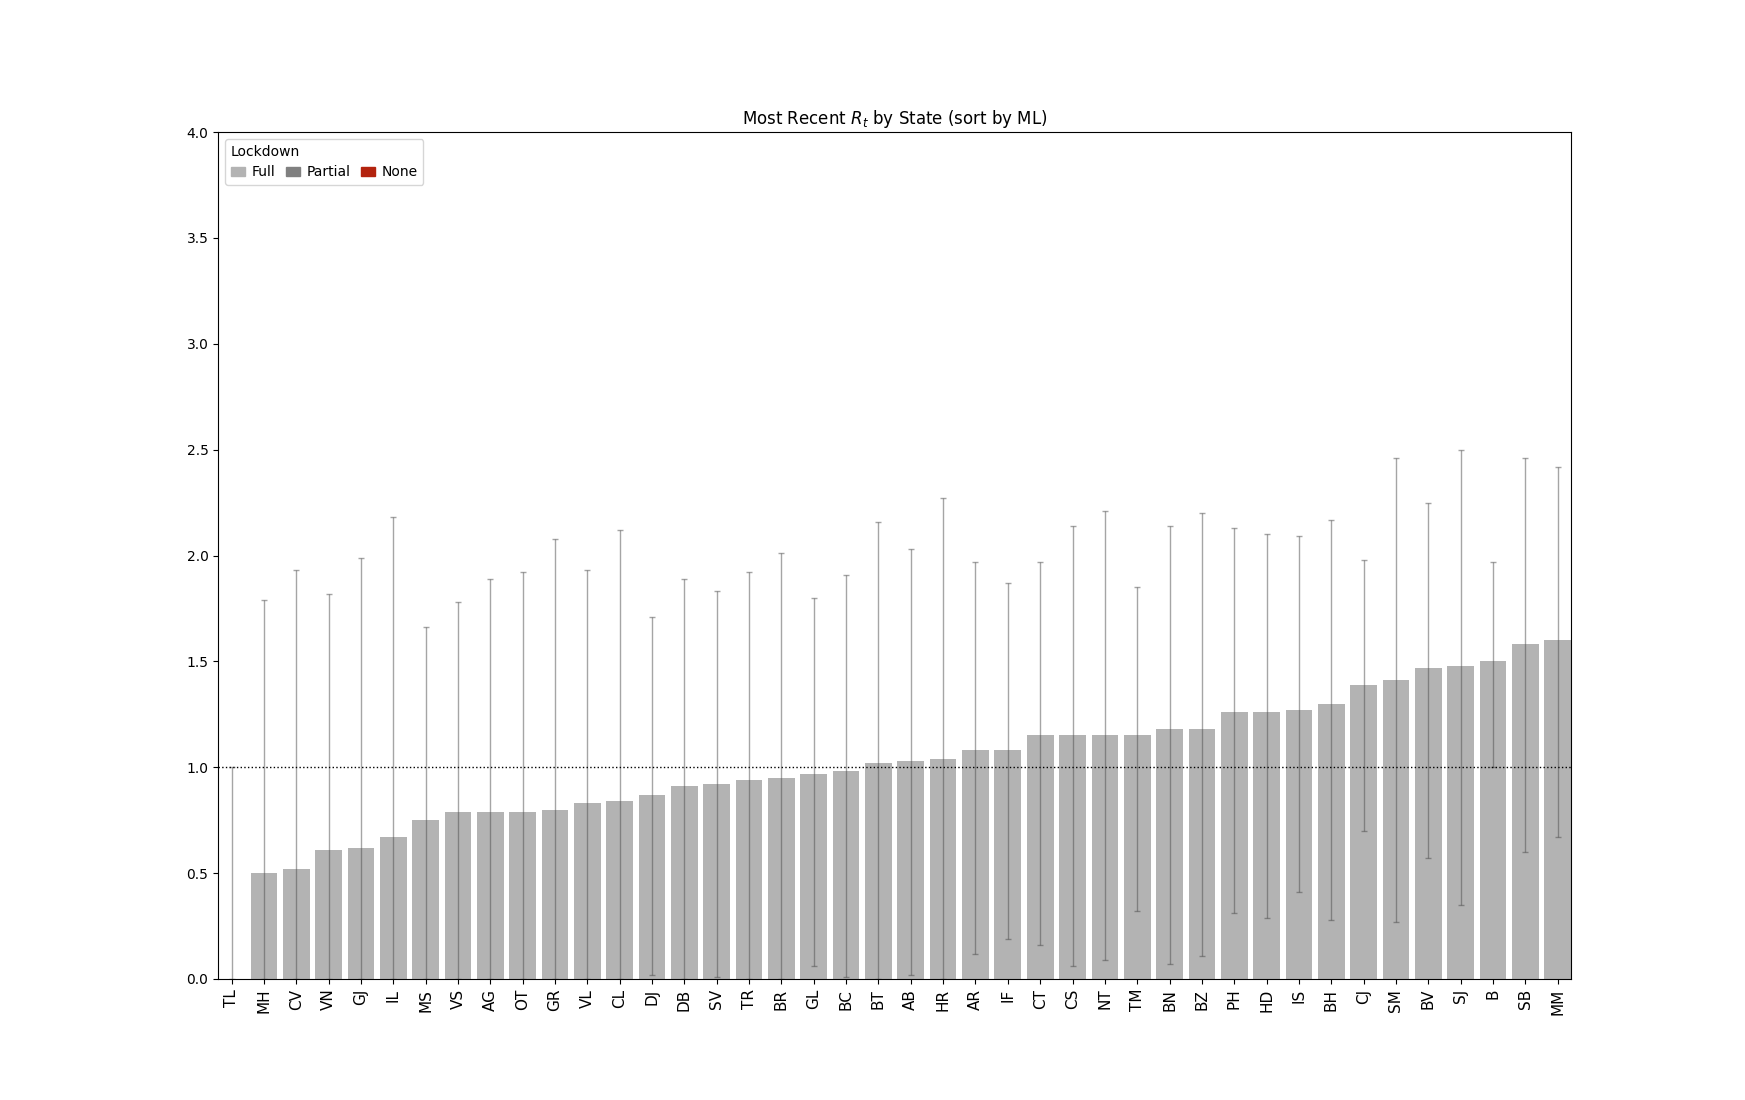 Most Recent Rt by State (sort by ML)
Lockdown
Full Partial None
4.0
3.5
3.0
2.5
2.0
1.5
1.0
0.5
0.0
TL MH CV VN GJ IL MS VS AG OT GR VL CL DJ DB SV TR BR GL BC BT AB HR AR IF CT CS NT TM BN BZ PH HD IS BH CJ SM BV SJ B SB MM